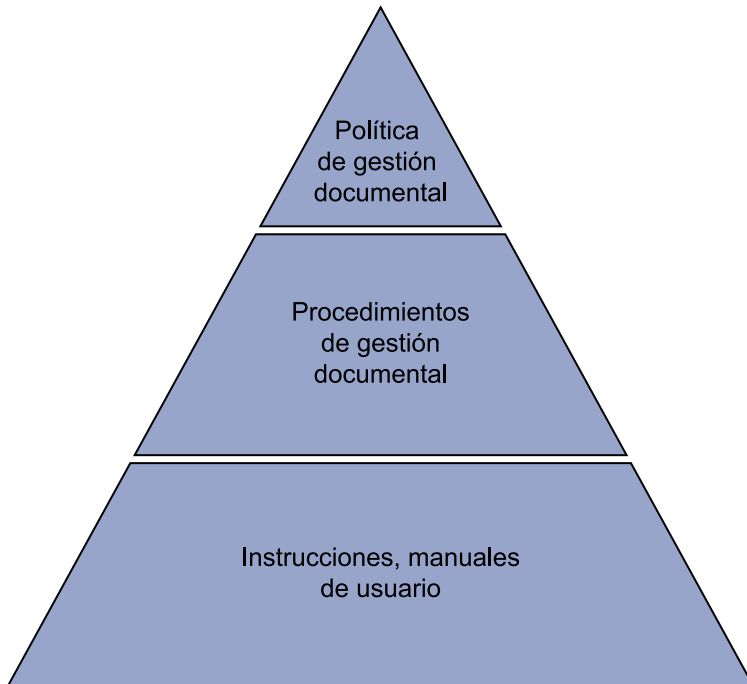 Política
de gestión
documental
Procedimientos
de gestión
documental
Instrucciones, manuales
de usuario